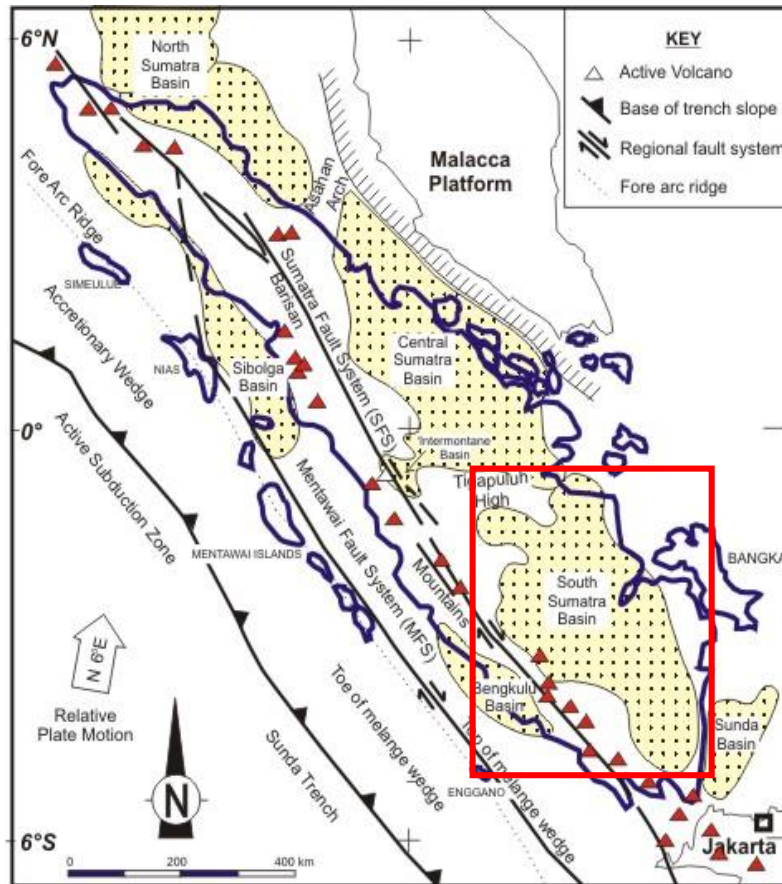 6°N
0°
6°S
North
Sumatra
Basin
KEY
Active Volcano
Base of trench slope
Regional fault system
Fore arc ridge
Malacca
Platform
Asahan
Arch
Fore Arc Ridge
SIMEULUE
Accretionary Wedge
NIAS
Sibolga
Basin
Barisan
Sumatra Fault System (SFS)
Central
Sumatra
Basin
Intermontane
Basin
Tigapuluh
High
Active Subduction Zone
MENTAWAI ISLANDS
Mentawai Fault System (MFS)
Mountains
BANGKA
South
Sumatra
Basin
Bengkulu
Basin
Sunda
Basin
N 6°E
Relative
Plate Motion
Sunda Trench
Toe of melange wedge
Top of melange wedge
ENGGANO
Jakarta
N
0 200 400 km